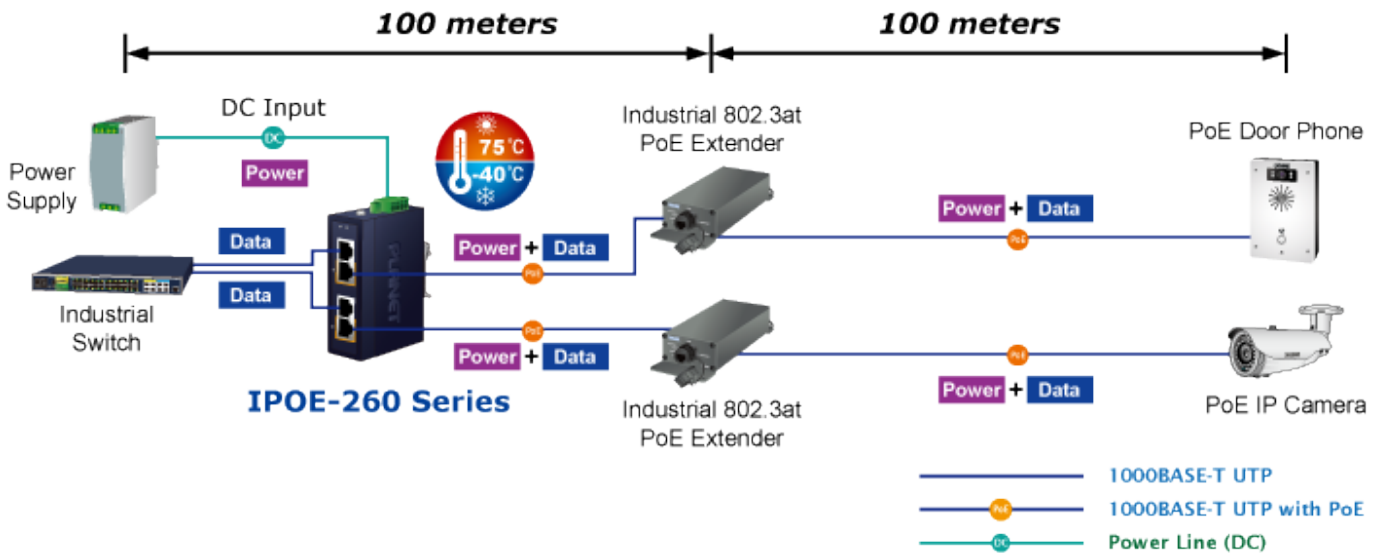 100 meters
100 meters
DC Input
DC
Power
Power
Supply
75°C
-40°C
Industrial 802.3at
PoE Extender
PoE Door Phone
Data
Data
Industrial
Switch
PLANET
Power + Data
PoE
PoE
Power + Data
Power + Data
PoE
PoE
Power + Data
IPOE-260 Series
Industrial 802.3at
PoE Extender
PoE IP Camera
1000BASE-T UTP
PoE
1000BASE-T UTP with PoE
DC
Power Line (DC)